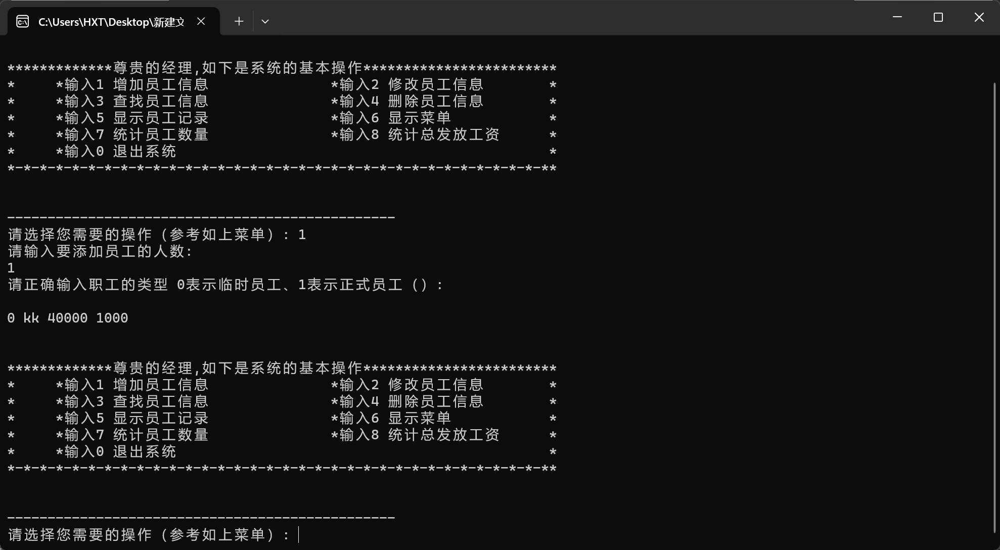 C:\Users\HXT\Desktop\新建文
*************尊贵的经理,如下是系统的基本操作************************
*     *输入1 增加员工信息               *输入2 修改员工信息        *
*     *输入3 查找员工信息               *输入4 删除员工信息        *
*     *输入5 显示员工记录               *输入6 显示菜单            *
*     *输入7 统计员工数量               *输入8 统计总发放工资      *
*     *输入0 退出系统                                              *
*-*-*-*-*-*-*-*-*-*-*-*-*-*-*-*-*-*-*-*-*-*-*-*-*-*-*-*-*-*-*-*-*-**
------------------------------------------------
请选择您需要的操作（参考如上菜单）: 1
请输入要添加员工的人数:
1
请正确输入职工的类型 0表示临时员工、1表示正式员工（）:
0 kk 40000 1000
*************尊贵的经理,如下是系统的基本操作************************
*     *输入1 增加员工信息               *输入2 修改员工信息        *
*     *输入3 查找员工信息               *输入4 删除员工信息        *
*     *输入5 显示员工记录               *输入6 显示菜单            *
*     *输入7 统计员工数量               *输入8 统计总发放工资      *
*     *输入0 退出系统                                              *
*-*-*-*-*-*-*-*-*-*-*-*-*-*-*-*-*-*-*-*-*-*-*-*-*-*-*-*-*-*-*-*-*-**
------------------------------------------------
请选择您需要的操作（参考如上菜单）: